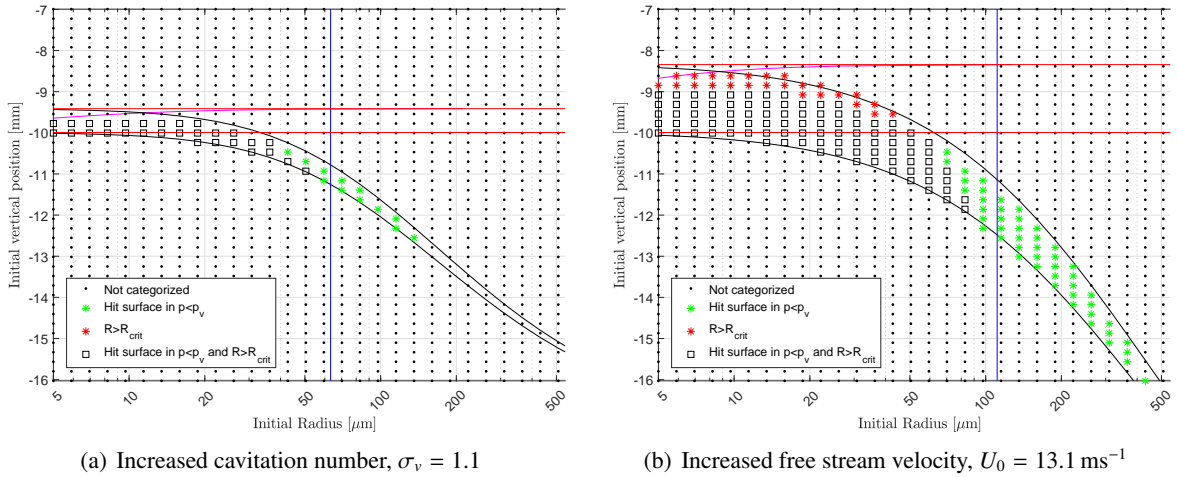 -7
-8
-9
-10
-11
-12
-13
-14
-15
-16
Initial vertical position [mm]
Not categorized
Hit surface in p<p_v
R>R_crit
Hit surface in p<p_v and R>R_crit
5
10
20
50
100
200
500
Initial Radius [μm]
(a) Increased cavitation number, σ_v = 1.1
-7
-8
-9
-10
-11
-12
-13
-14
-15
-16
Initial vertical position [mm]
Not categorized
Hit surface in p<p_v
R>R_crit
Hit surface in p<p_v and R>R_crit
5
10
20
50
100
200
500
Initial Radius [μm]
(b) Increased free stream velocity, U_0 = 13.1 ms^{-1}